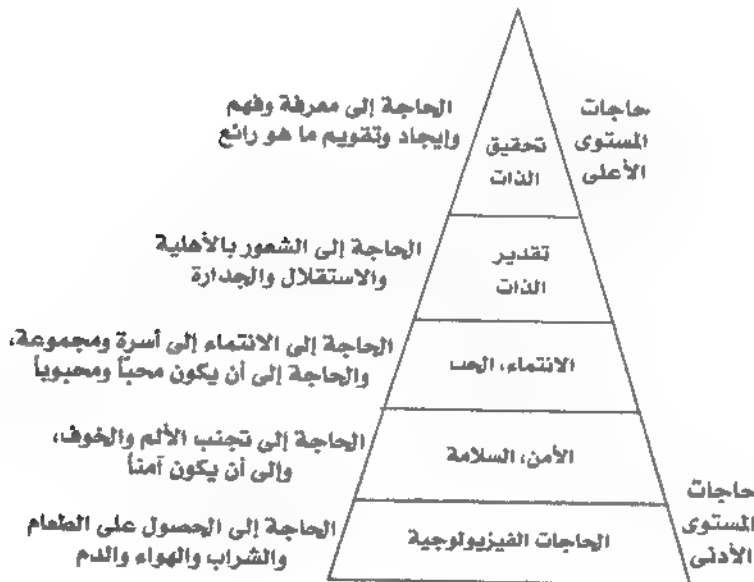 حاجات
المستوى
الأعلى
تحقيق
الذات
الحاجة إلى معرفة وفهم
وإيجاد وتقويم ما هو رائع
تقدير
الذات
الحاجة إلى الشعور بالأهلية
والاستقلال والجدارة
الانتماء، الحب
الحاجة إلى الانتماء إلى أسرة ومجموعة،
والحاجة إلى أن يكون محبّاً ومحبوباً
الأمن، السلامة
الحاجة إلى تجنب الألم والخوف،
وإلى أن يكون آمناً
حاجات
المستوى
الأدنى
الحاجات الفيزيولوجية
الحاجة إلى الحصول على الطعام
والشراب والهواء والدم